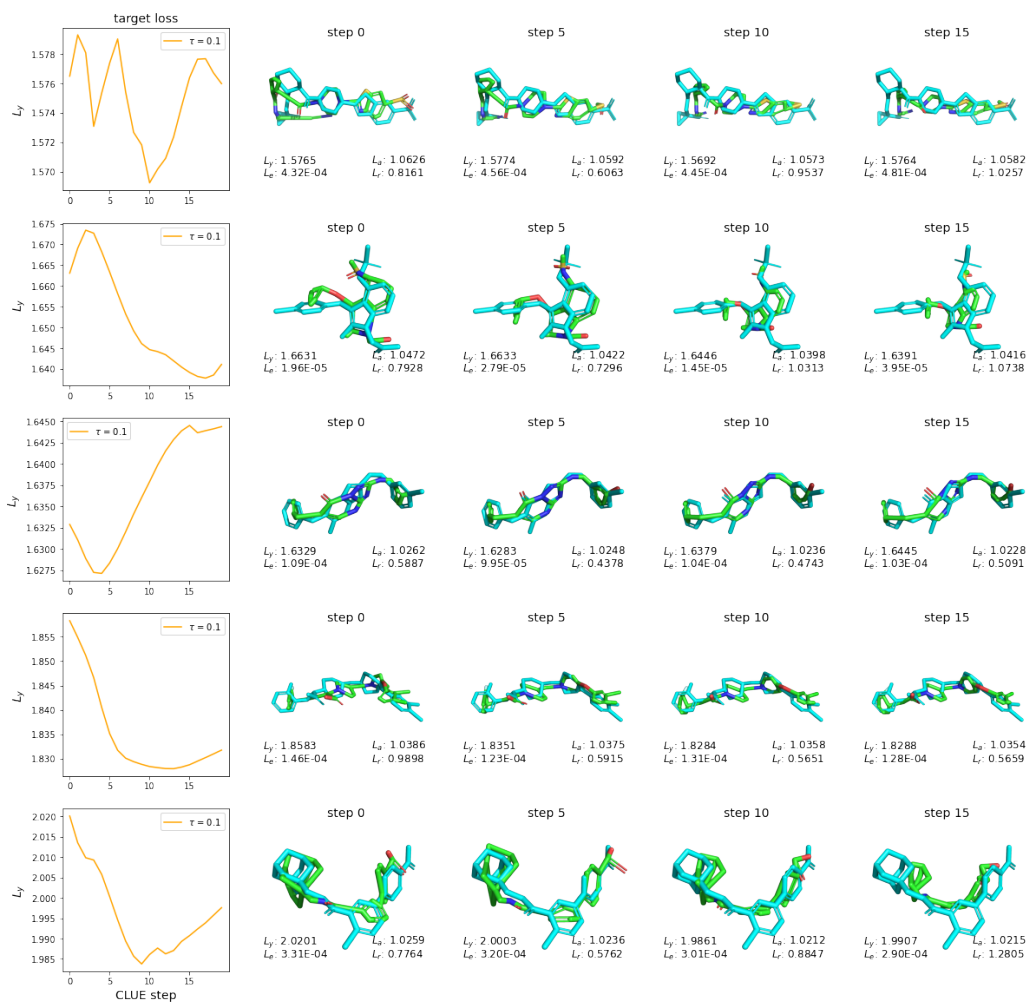 target loss
step 0
step 5
step 10
step 15
τ = 0.1
1.578
1.576
1.574
1.572
1.570
L_y
0
5
10
15
L_y: 1.5765 L_a: 1.0626
L_e: 4.32E-04 L_r: 0.8161
L_y: 1.5774 L_a: 1.0592
L_e: 4.56E-04 L_r: 0.6063
L_y: 1.5692 L_a: 1.0573
L_e: 4.45E-04 L_r: 0.9537
L_y: 1.5764 L_a: 1.0582
L_e: 4.81E-04 L_r: 1.0257
step 0
step 5
step 10
step 15
τ = 0.1
1.675
1.670
1.665
1.660
1.655
1.650
1.645
1.640
L_y
0
5
10
15
L_y: 1.6631 L_a: 1.0472
L_e: 1.96E-05 L_r: 0.7928
L_y: 1.6633 L_a: 1.0422
L_e: 2.79E-05 L_r: 0.7296
L_y: 1.6446 L_a: 1.0398
L_e: 1.45E-05 L_r: 1.0313
L_y: 1.6391 L_a: 1.0416
L_e: 3.95E-05 L_r: 1.0738
step 0
step 5
step 10
step 15
τ = 0.1
1.6450
1.6425
1.6400
1.6375
1.6350
1.6325
1.6300
1.6275
L_y
0
5
10
15
L_y: 1.6329 L_a: 1.0262
L_e: 1.09E-04 L_r: 0.5887
L_y: 1.6283 L_a: 1.0248
L_e: 9.95E-05 L_r: 0.4378
L_y: 1.6379 L_a: 1.0236
L_e: 1.04E-04 L_r: 0.4743
L_y: 1.6445 L_a: 1.0228
L_e: 1.03E-04 L_r: 0.5091
step 0
step 5
step 10
step 15
τ = 0.1
1.855
1.850
1.845
1.840
1.835
1.830
L_y
0
5
10
15
L_y: 1.8583 L_a: 1.0386
L_e: 1.46E-04 L_r: 0.9898
L_y: 1.8351 L_a: 1.0375
L_e: 1.23E-04 L_r: 0.5915
L_y: 1.8284 L_a: 1.0358
L_e: 1.31E-04 L_r: 0.5651
L_y: 1.8288 L_a: 1.0354
L_e: 1.28E-04 L_r: 0.5659
step 0
step 5
step 10
step 15
τ = 0.1
2.020
2.015
2.010
2.005
2.000
1.995
1.990
1.985
L_y
0
5
10
15
CLUE step
L_y: 2.0201 L_a: 1.0259
L_e: 3.31E-04 L_r: 0.7764
L_y: 2.0003 L_a: 1.0236
L_e: 3.20E-04 L_r: 0.5762
L_y: 1.9861 L_a: 1.0212
L_e: 3.01E-04 L_r: 0.8847
L_y: 1.9907 L_a: 1.0215
L_e: 2.90E-04 L_r: 1.2805